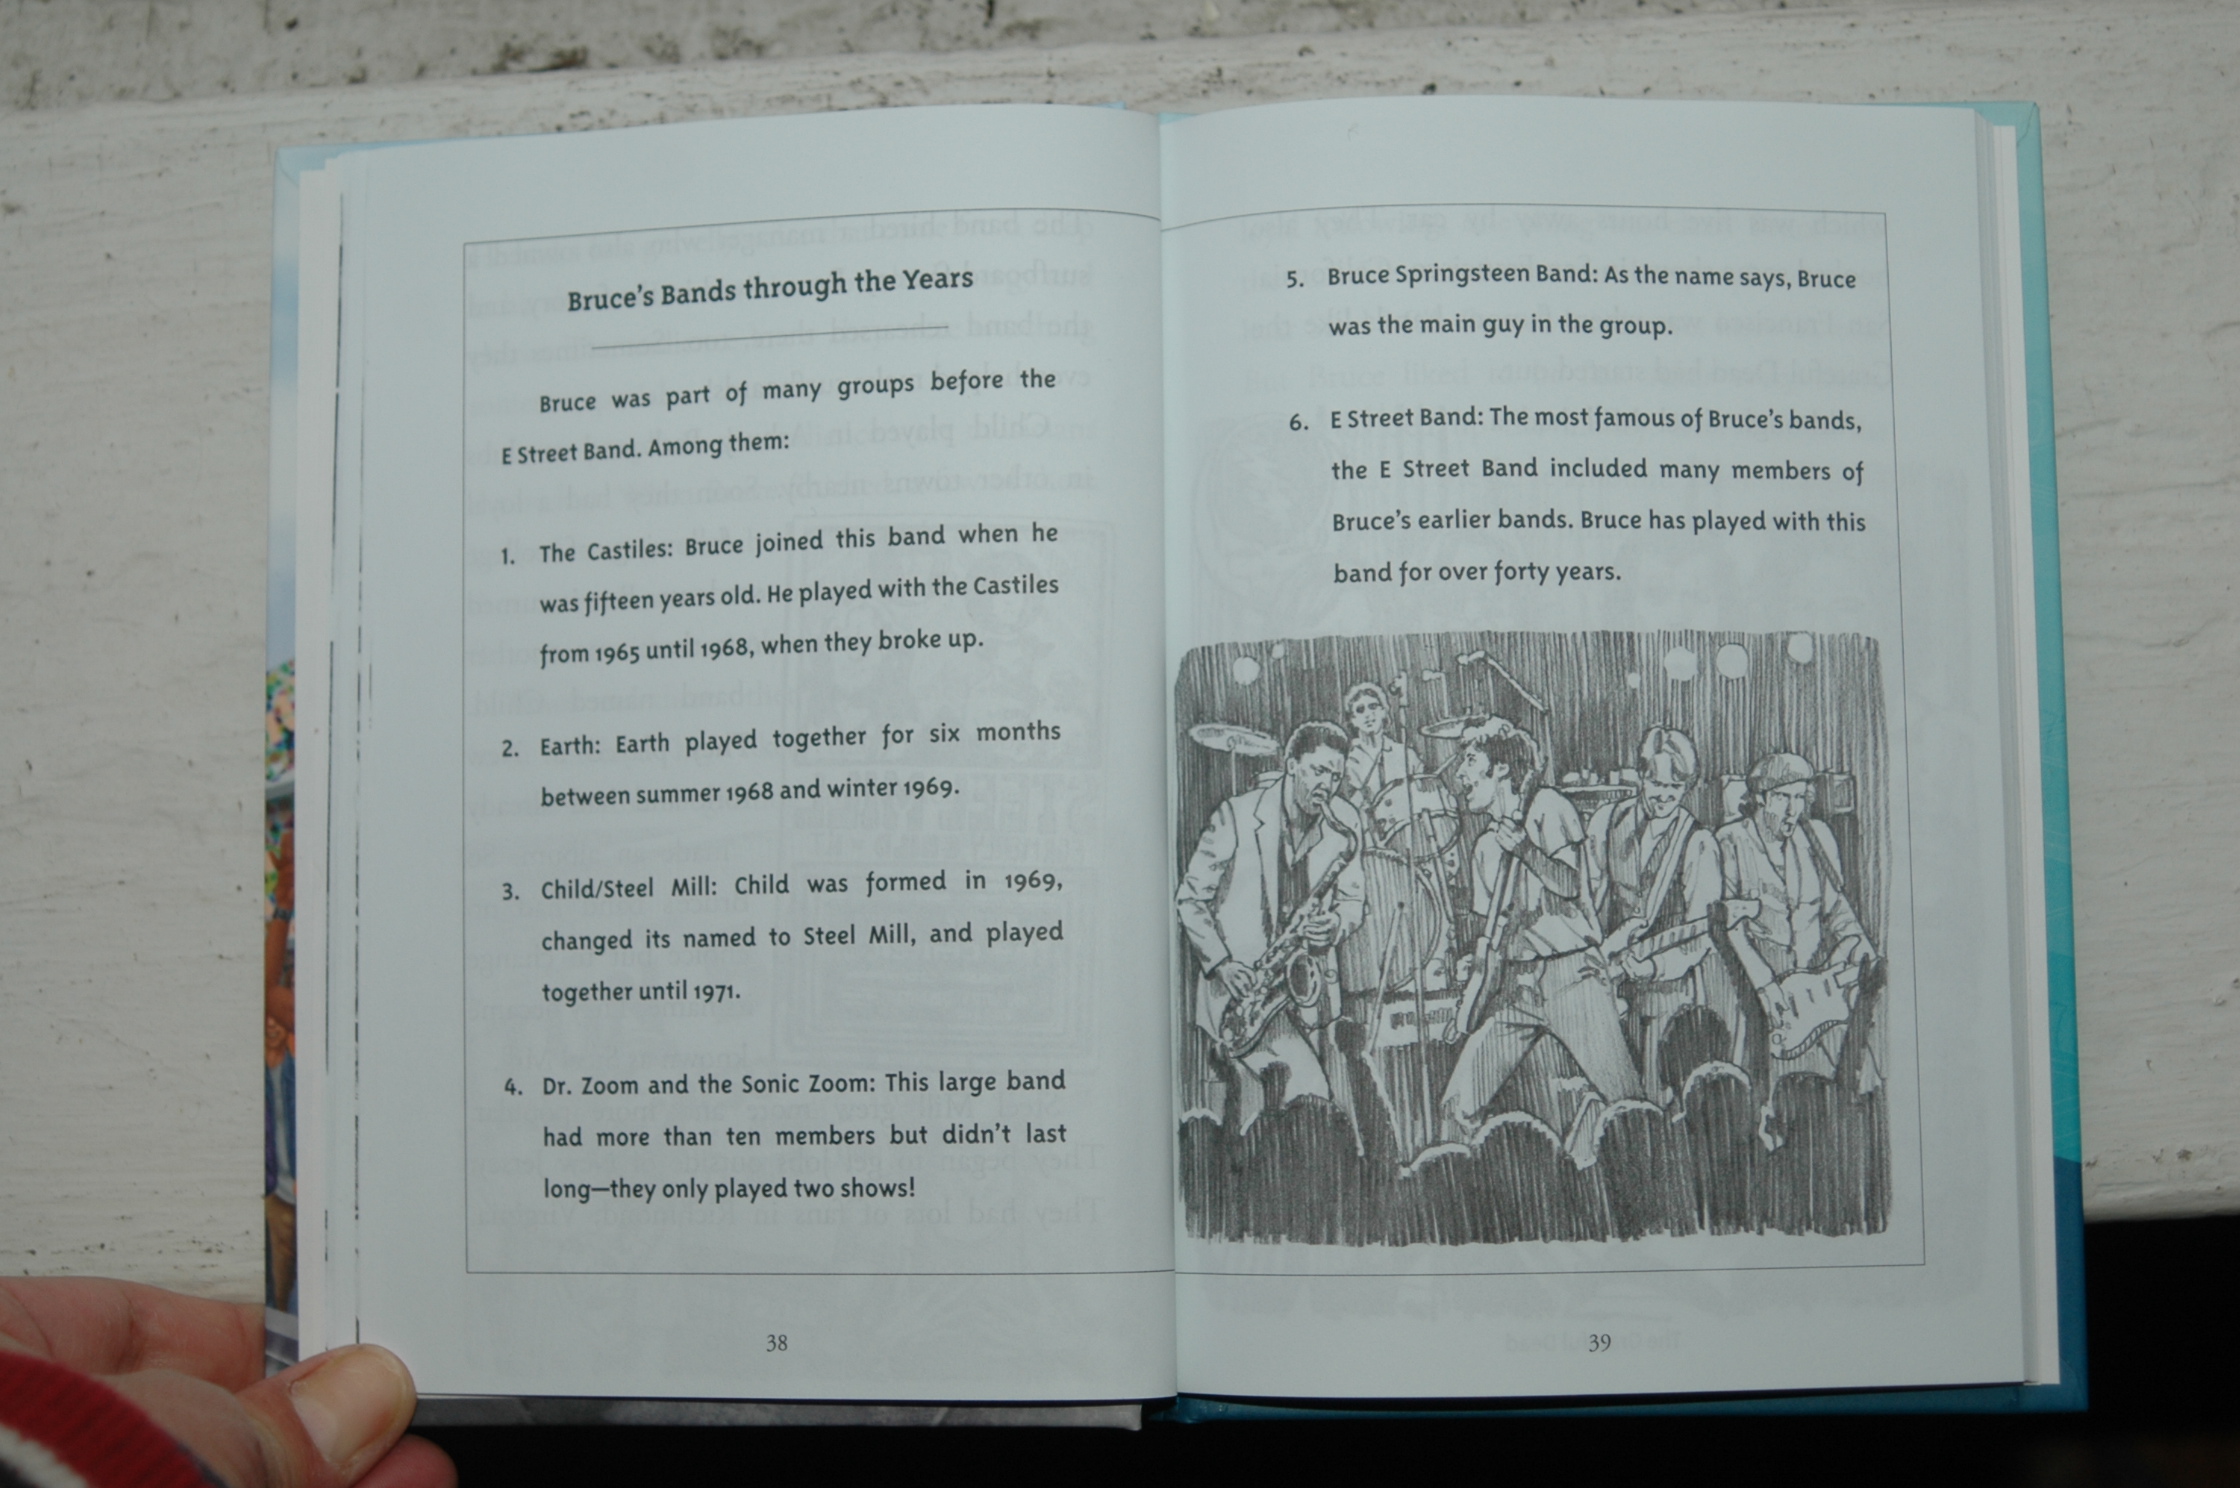 Bruce's Bands through the Years
Bruce was part of many groups before the
E Street Band. Among them:
1. The Castiles: Bruce joined this band when he
was fifteen years old. He played with the Castiles
from 1965 until 1968, when they broke up.
2. Earth: Earth played together for six months
between summer 1968 and winter 1969.
3. Child/Steel Mill: Child was formed in 1969,
changed its named to Steel Mill, and played
together until 1971.
4. Dr. Zoom and the Sonic Zoom: This large band
had more than ten members but didn't last
long—they only played two shows!
38
5. Bruce Springsteen Band: As the name says, Bruce
was the main guy in the group.
6. E Street Band: The most famous of Bruce's bands,
the E Street Band included many members of
Bruce's earlier bands. Bruce has played with this
band for over forty years.
39